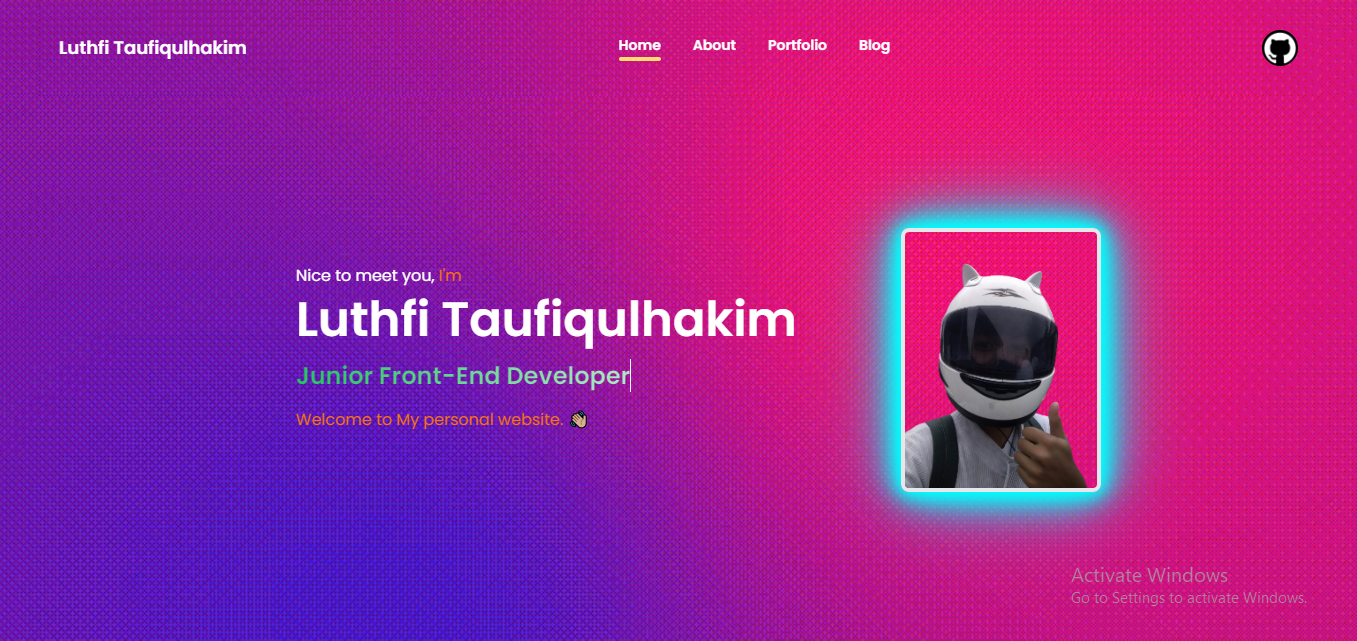 Luthfi Taufiqulhakim
Home
About
Portfolio
Blog
Nice to meet you, I'm
Luthfi Taufiqulhakim
Junior Front-End Developer
Welcome to My personal website. 👋
Activate Windows
Go to Settings to activate Windows.